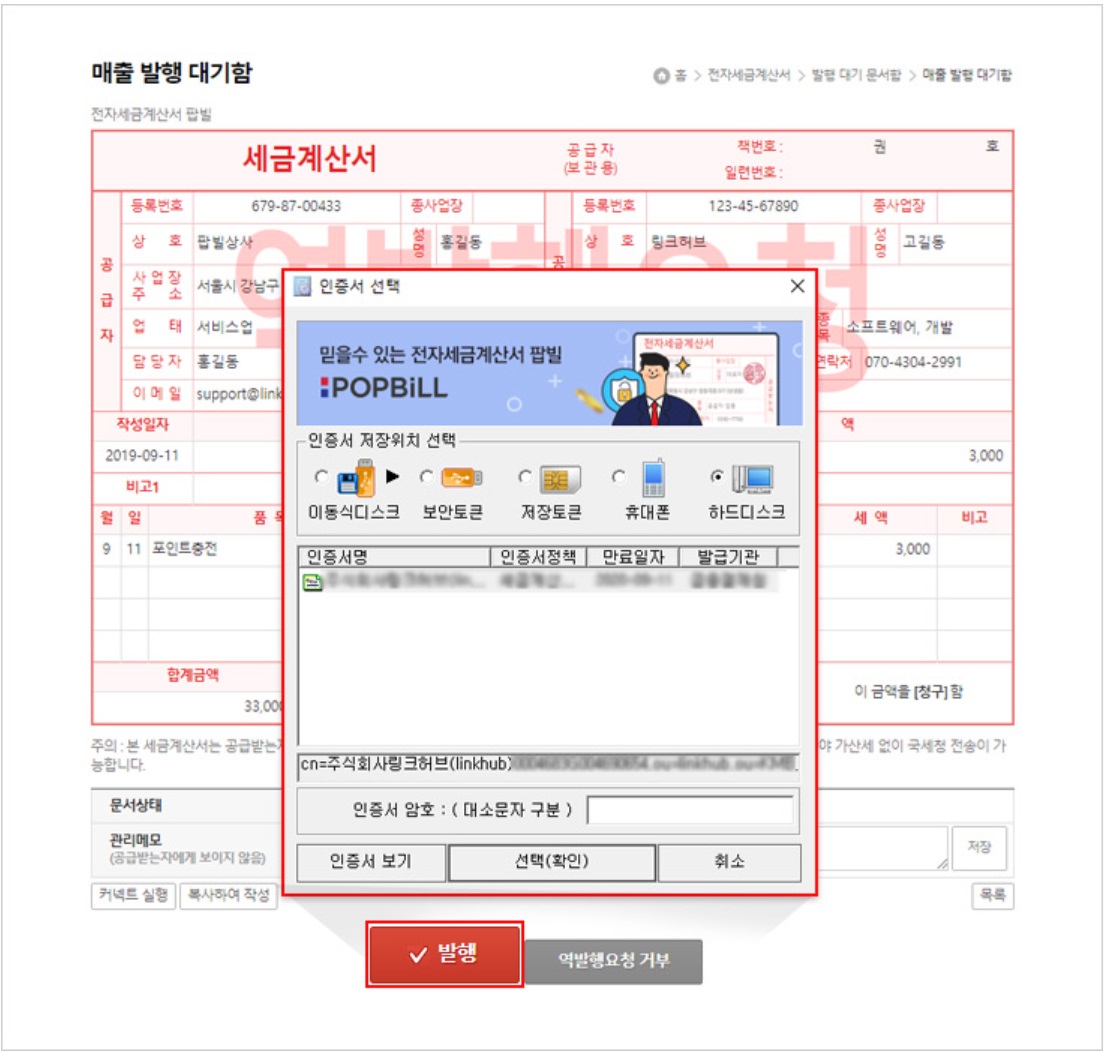 매출 발행 대기함
홈 > 전자세금계산서 > 발행 대기 문서함 > 매출 발행 대기함
전자세금계산서 팝빌
세금계산서
공급자
(보관용)
책번호 : 권 호
일련번호 :
공급자
등록번호 679-87-00433 종사업장
등록번호 123-45-67890 종사업장
상 호 팝빌상사 성명 홍길동
상 호 링크허브 성명 고길동
공
사업장주소 서울시 강남구
업 태 서비스업
종목 소프트웨어, 개발
담당자 홍길동
연락처 070-4304-2991
이메일 support@link
작성일자
액
2019-09-11
3,000
비고1
월 일 품 목
세 액 비고
9 11 포인트충전
3,000
합계금액
33,000
이 금액을 [청구]함
주의 : 본 세금계산서는 공급받는자
야 가산세 없이 국세청 전송이 가
능합니다.
문서상태
관리메모
(공급받는자에게 보이지 않음)
저장
커넥트 실행 복사하여 작성
목록
역발행요청
인증서 선택
믿을수 있는 전자세금계산서 팝빌
POPBiLL
전자세금계산서
인증서 저장위치 선택
이동식디스크 보안토큰 저장토큰 휴대폰 하드디스크
인증서명 인증서정책 만료일자 발급기관
cn=주식회사링크허브(linkhub)
인증서 암호 : ( 대소문자 구분 )
인증서 보기 선택(확인) 취소
발행 역발행요청 거부